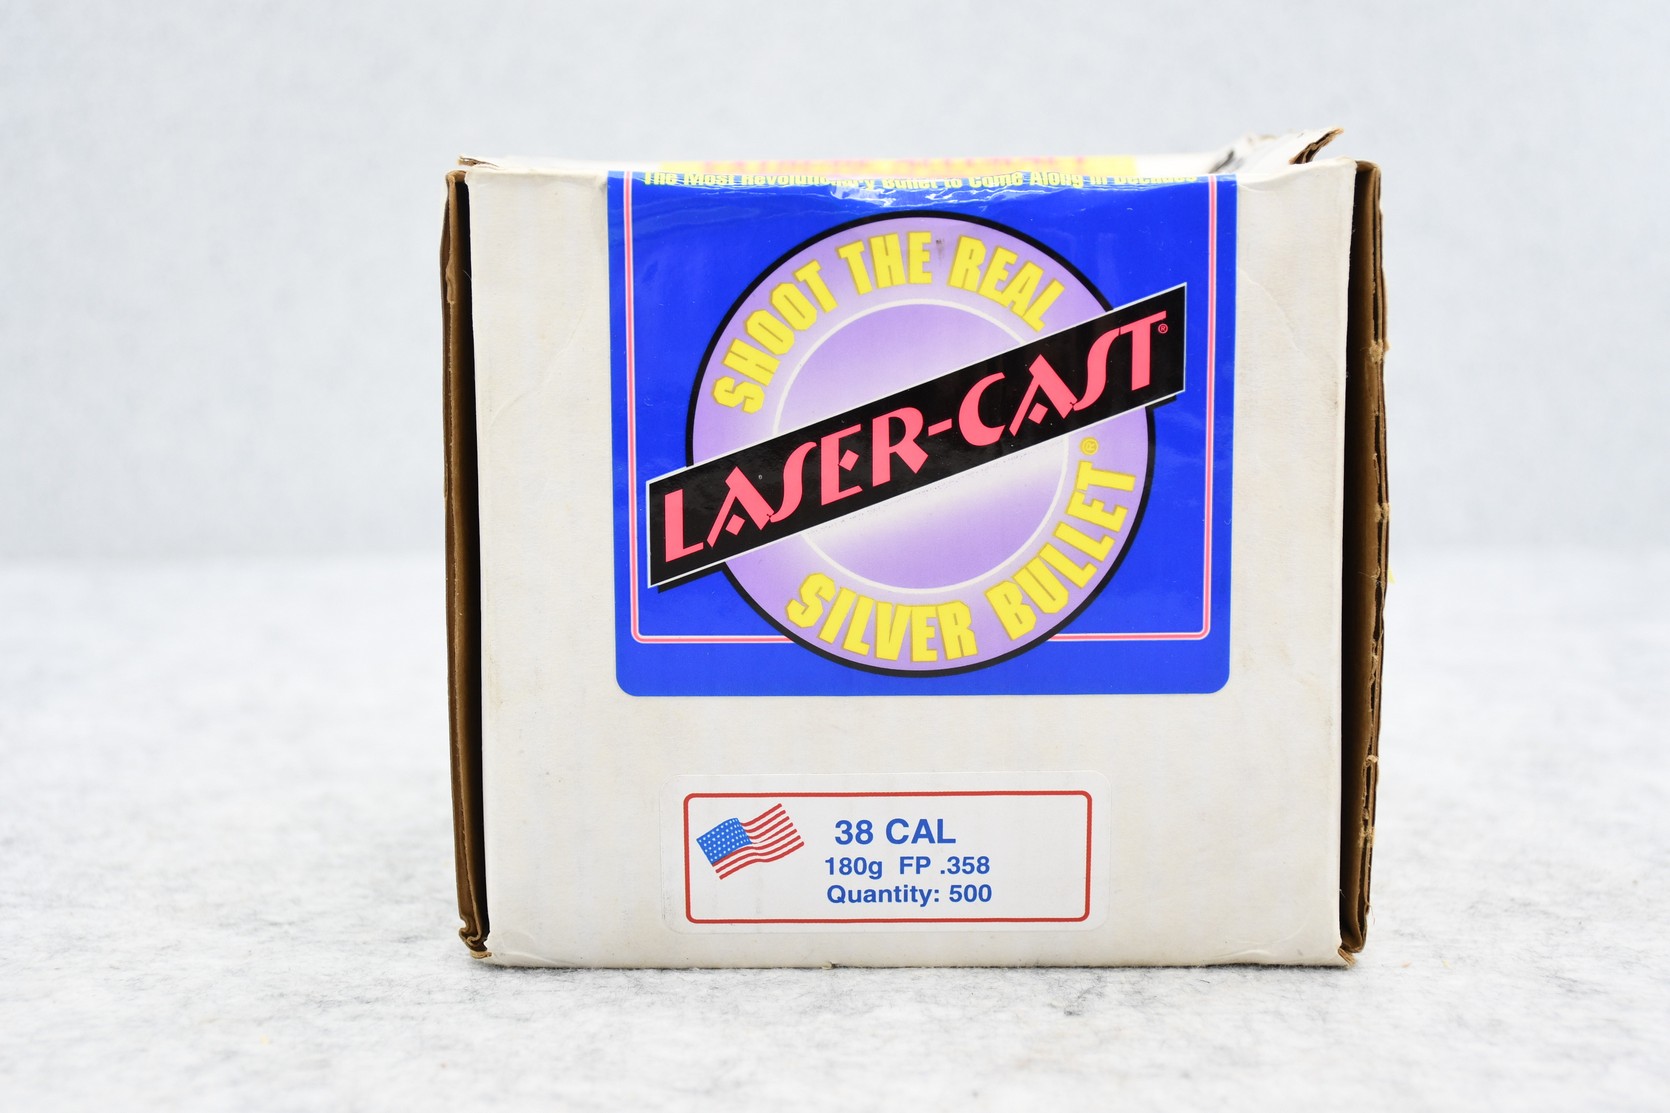 The Most Revolutionary Bullet to Come Along in Decades
SHOOT THE REAL
LASER-CAST®
SILVER BULLET®
38 CAL
180g FP .358
Quantity: 500